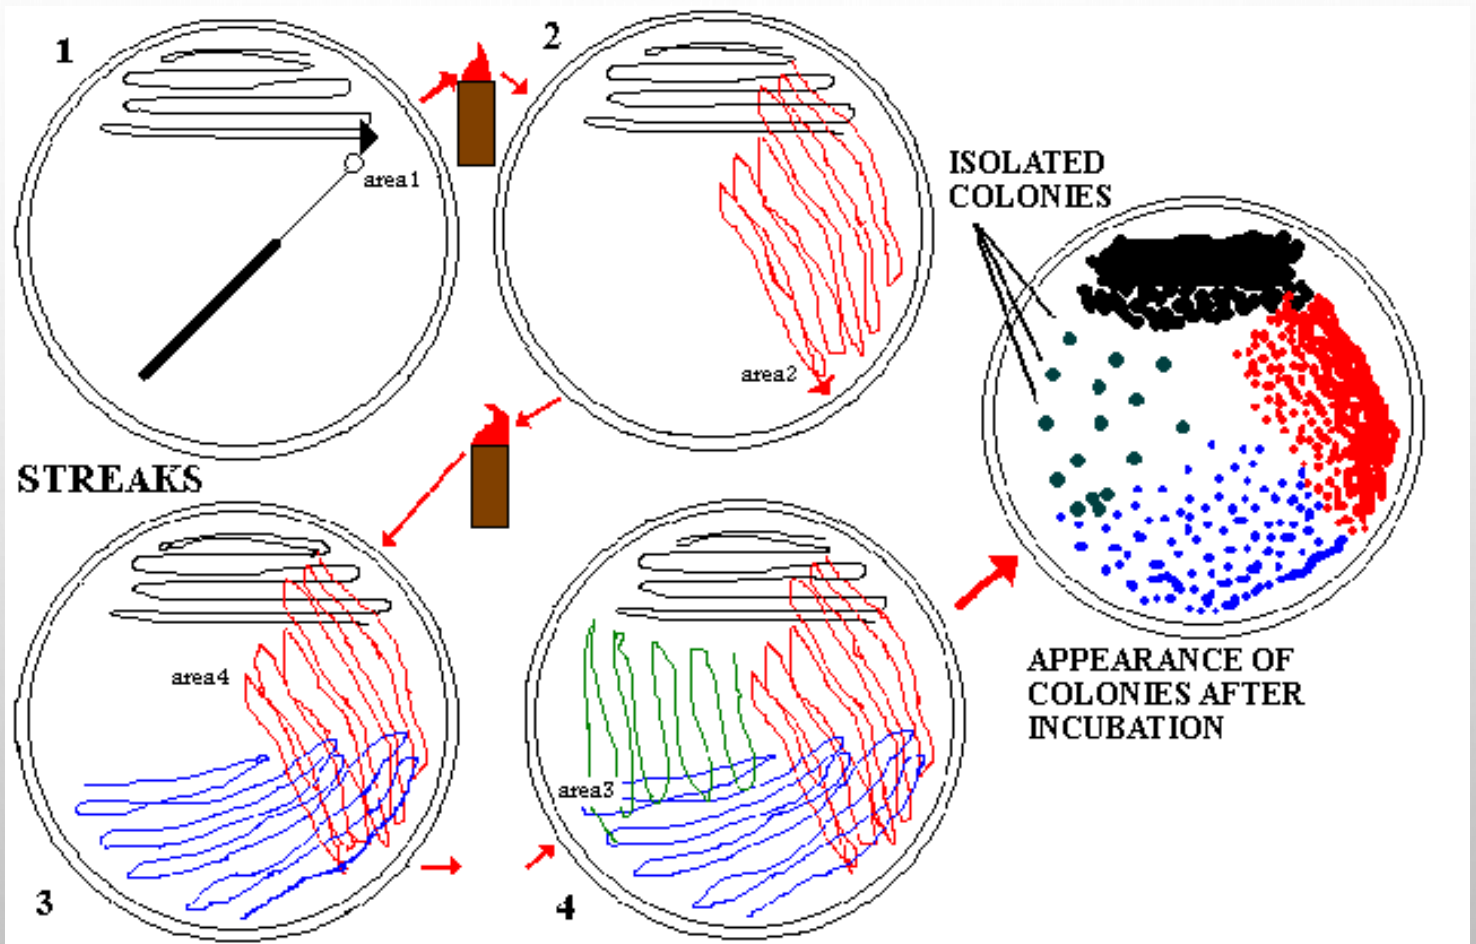 1
area1
2
area2
ISOLATED
COLONIES
STREAKS
3
area4
4
area3
APPEARANCE OF
COLONIES AFTER
INCUBATION